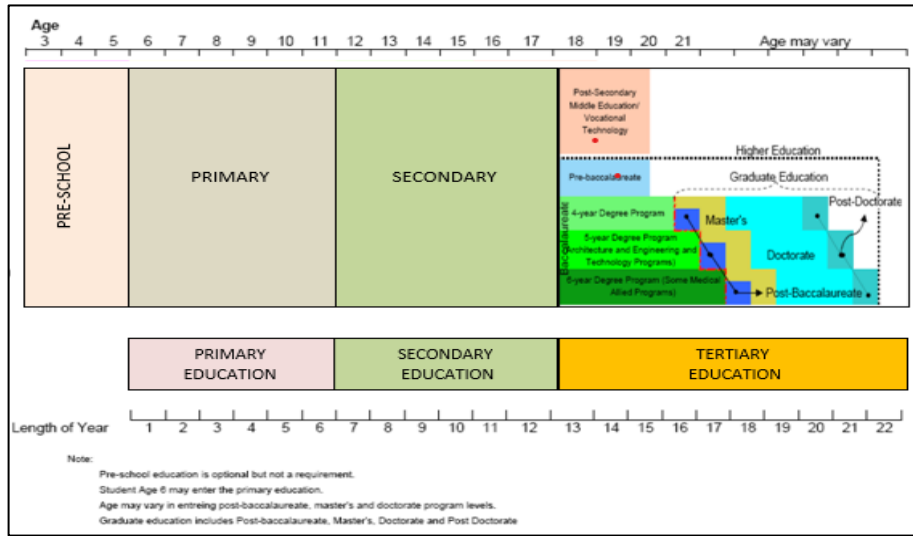 Age
3 4 5 6 7 8 9 10 11 12 13 14 15 16 17 18 19 20 21 Age may vary
PRE-SCHOOL
PRIMARY
SECONDARY
Post-Secondary
Middle Education/
Vocational
Technology
Higher Education
Pre-baccalaureate
Graduate Education
Baccalaureate
4-year Degree Program
Master's
Post-Doctorate
5-year Degree Program
Architecture and Engineering and
Technology Programs)
Doctorate
6-year Degree Program (Some Medical
Allied Programs)
Post-Baccalaureate
PRIMARY
EDUCATION
SECONDARY
EDUCATION
TERTIARY
EDUCATION
Length of Year 1 2 3 4 5 6 7 8 9 10 11 12 13 14 15 16 17 18 19 20 21 22
Note:
Pre-school education is optional but not a requirement.
Student Age 6 may enter the primary education.
Age may vary in entreing post-baccalaureate, master's and doctorate program levels.
Graduate education includes Post-baccalaureate, Master's, Doctorate and Post Doctorate